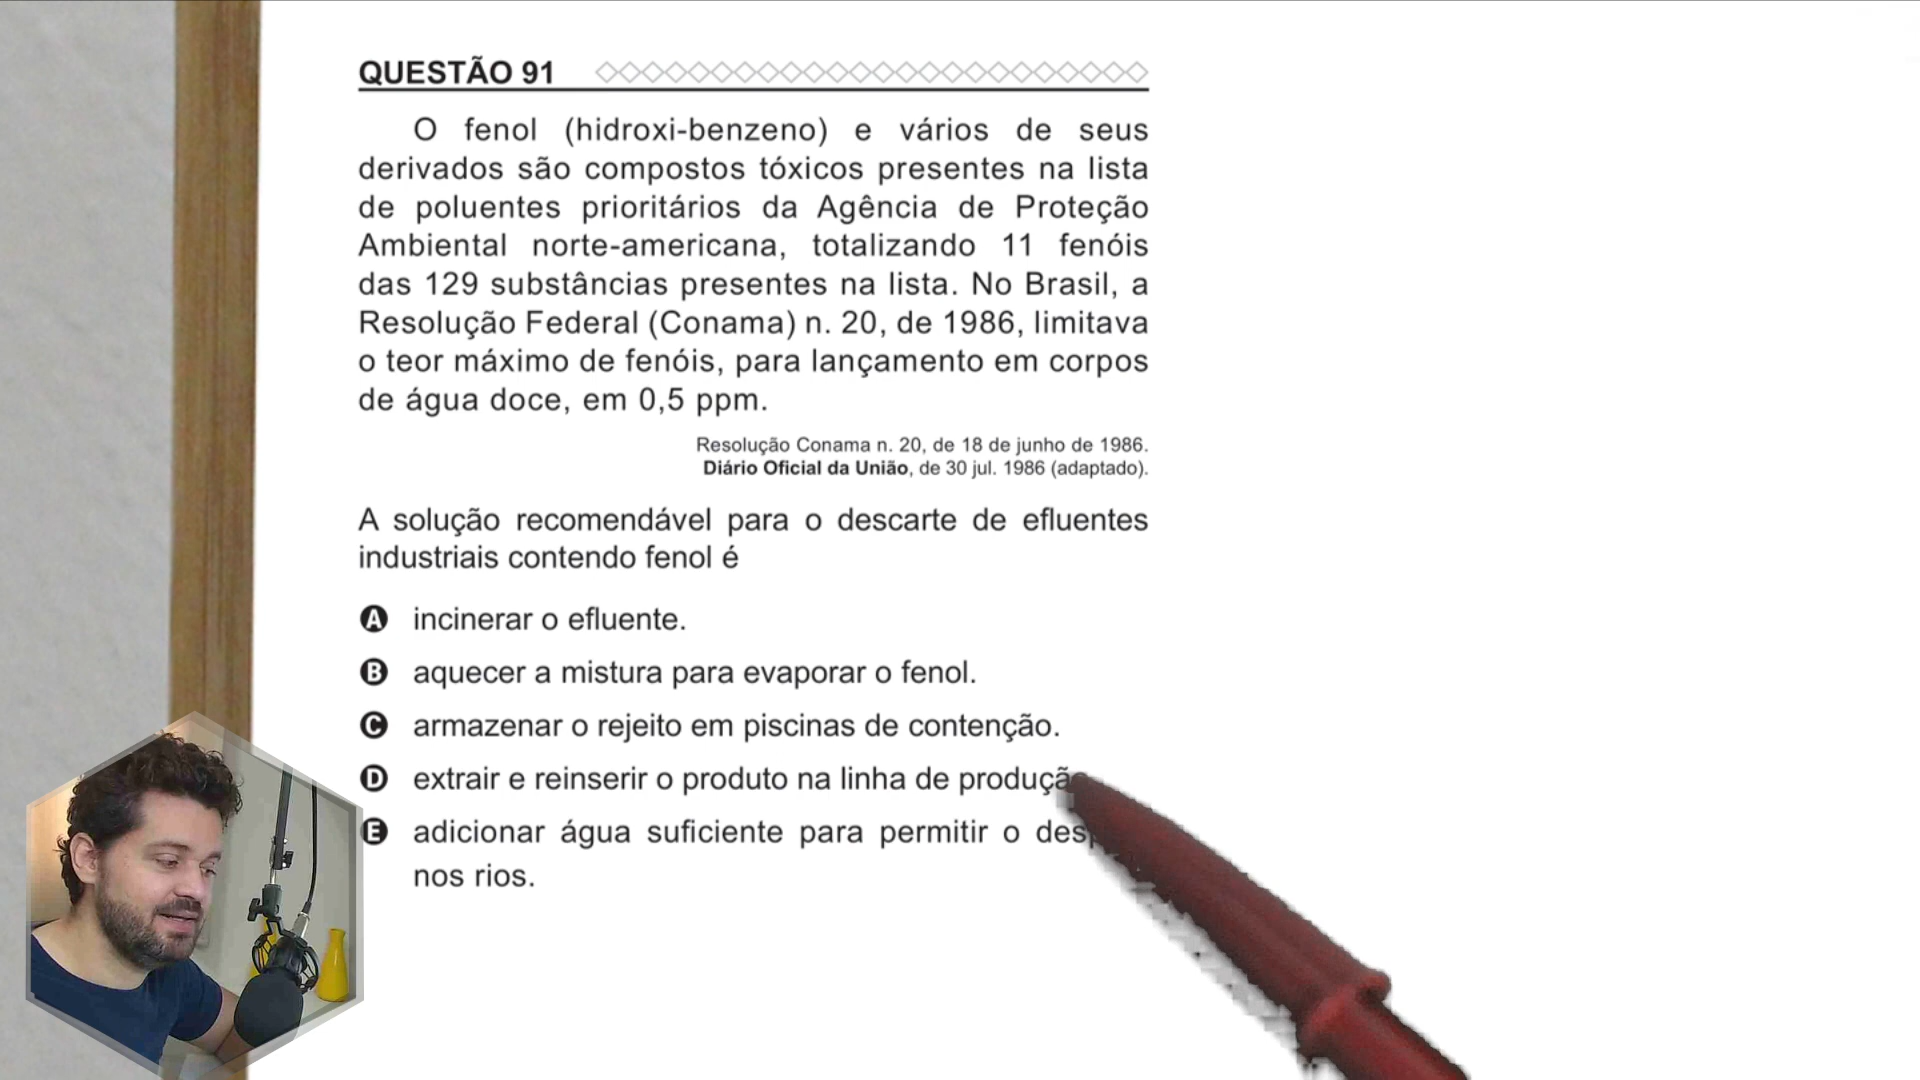 QUESTÃO 91
O fenol (hidroxi-benzeno) e vários de seus
derivados são compostos tóxicos presentes na lista
de poluentes prioritários da Agência de Proteção
Ambiental norte-americana, totalizando 11 fenóis
das 129 substâncias presentes na lista. No Brasil, a
Resolução Federal (Conama) n. 20, de 1986, limitava
o teor máximo de fenóis, para lançamento em corpos
de água doce, em 0,5 ppm.
Resolução Conama n. 20, de 18 de junho de 1986.
Diário Oficial da União, de 30 jul. 1986 (adaptado).
A solução recomendável para o descarte de efluentes
industriais contendo fenol é
A incinerar o efluente.
B aquecer a mistura para evaporar o fenol.
C armazenar o rejeito em piscinas de contenção.
D extrair e reinserir o produto na linha de
E adicionar água suficiente para permitir o
nos rios.